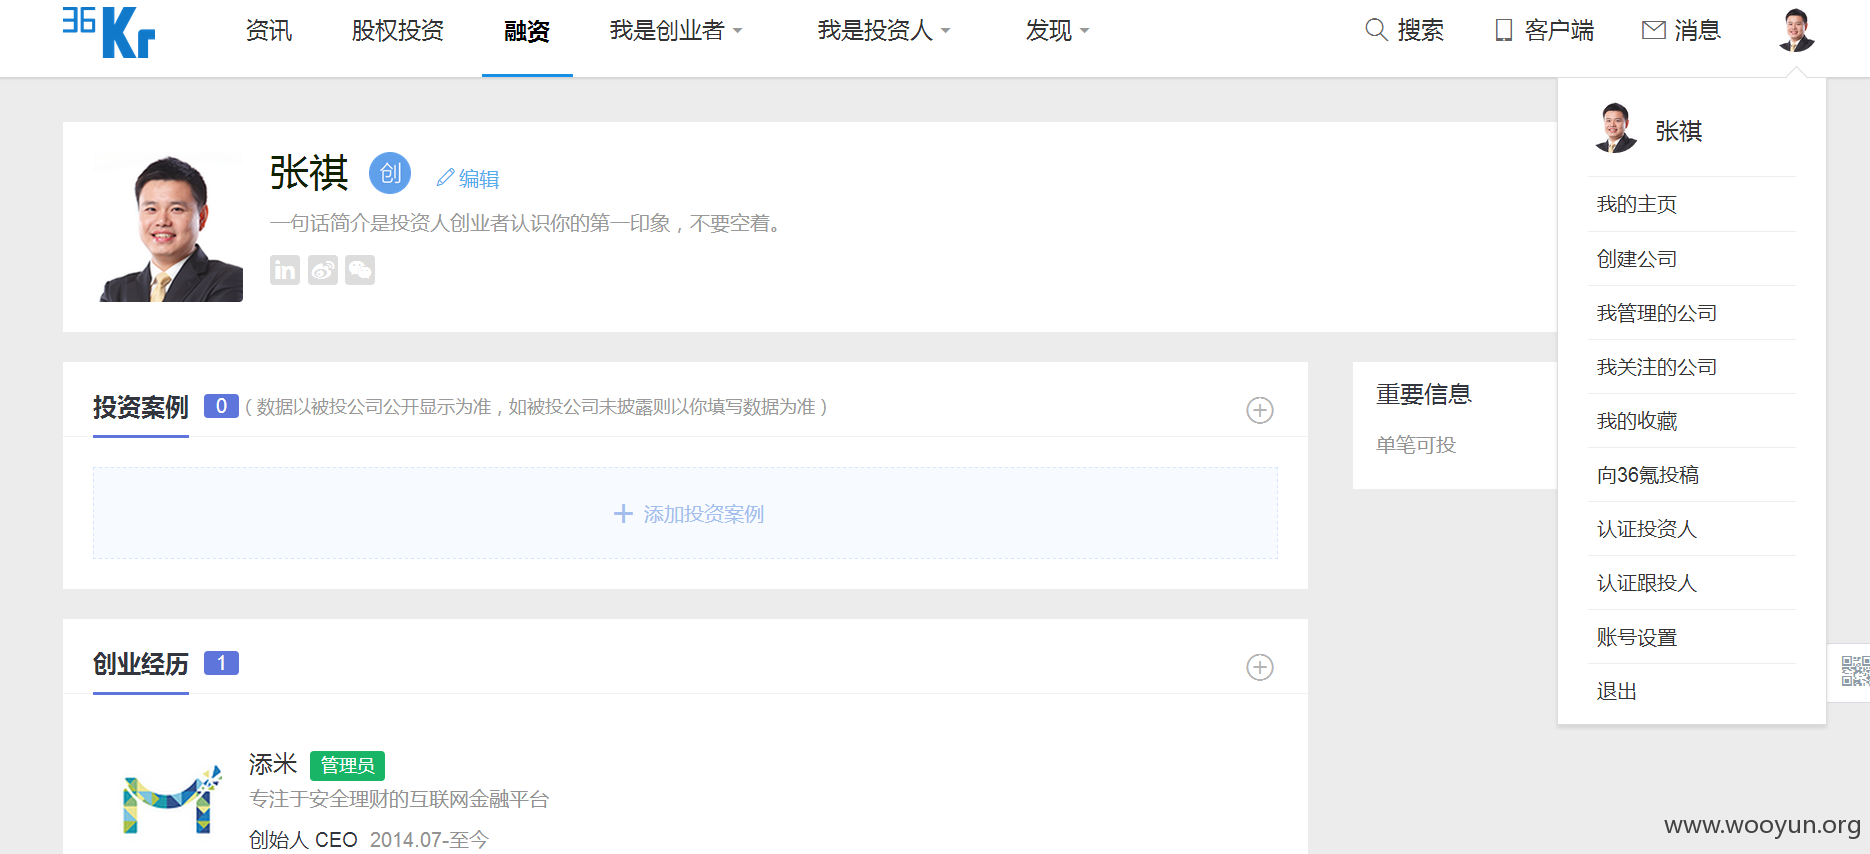 36Kr 资讯 股权投资 融资 我是创业者 我是投资人 发现 搜索 客户端 消息
张祺
我的主页
创建公司
我管理的公司
我关注的公司
我的收藏
向36氪投稿
认证投资人
认证跟投人
账号设置
退出
张祺 创 编辑
一句话简介是投资人创业者认识你的第一印象，不要空着。
in
投资案例 0 ( 数据以被投公司公开显示为准，如被投公司未披露则以你填写数据为准 )
+ 添加投资案例
重要信息
单笔可投
创业经历 1
添米 管理员
专注于安全理财的互联网金融平台
创始人 CEO 2014.07-至今
www.wooyun.org